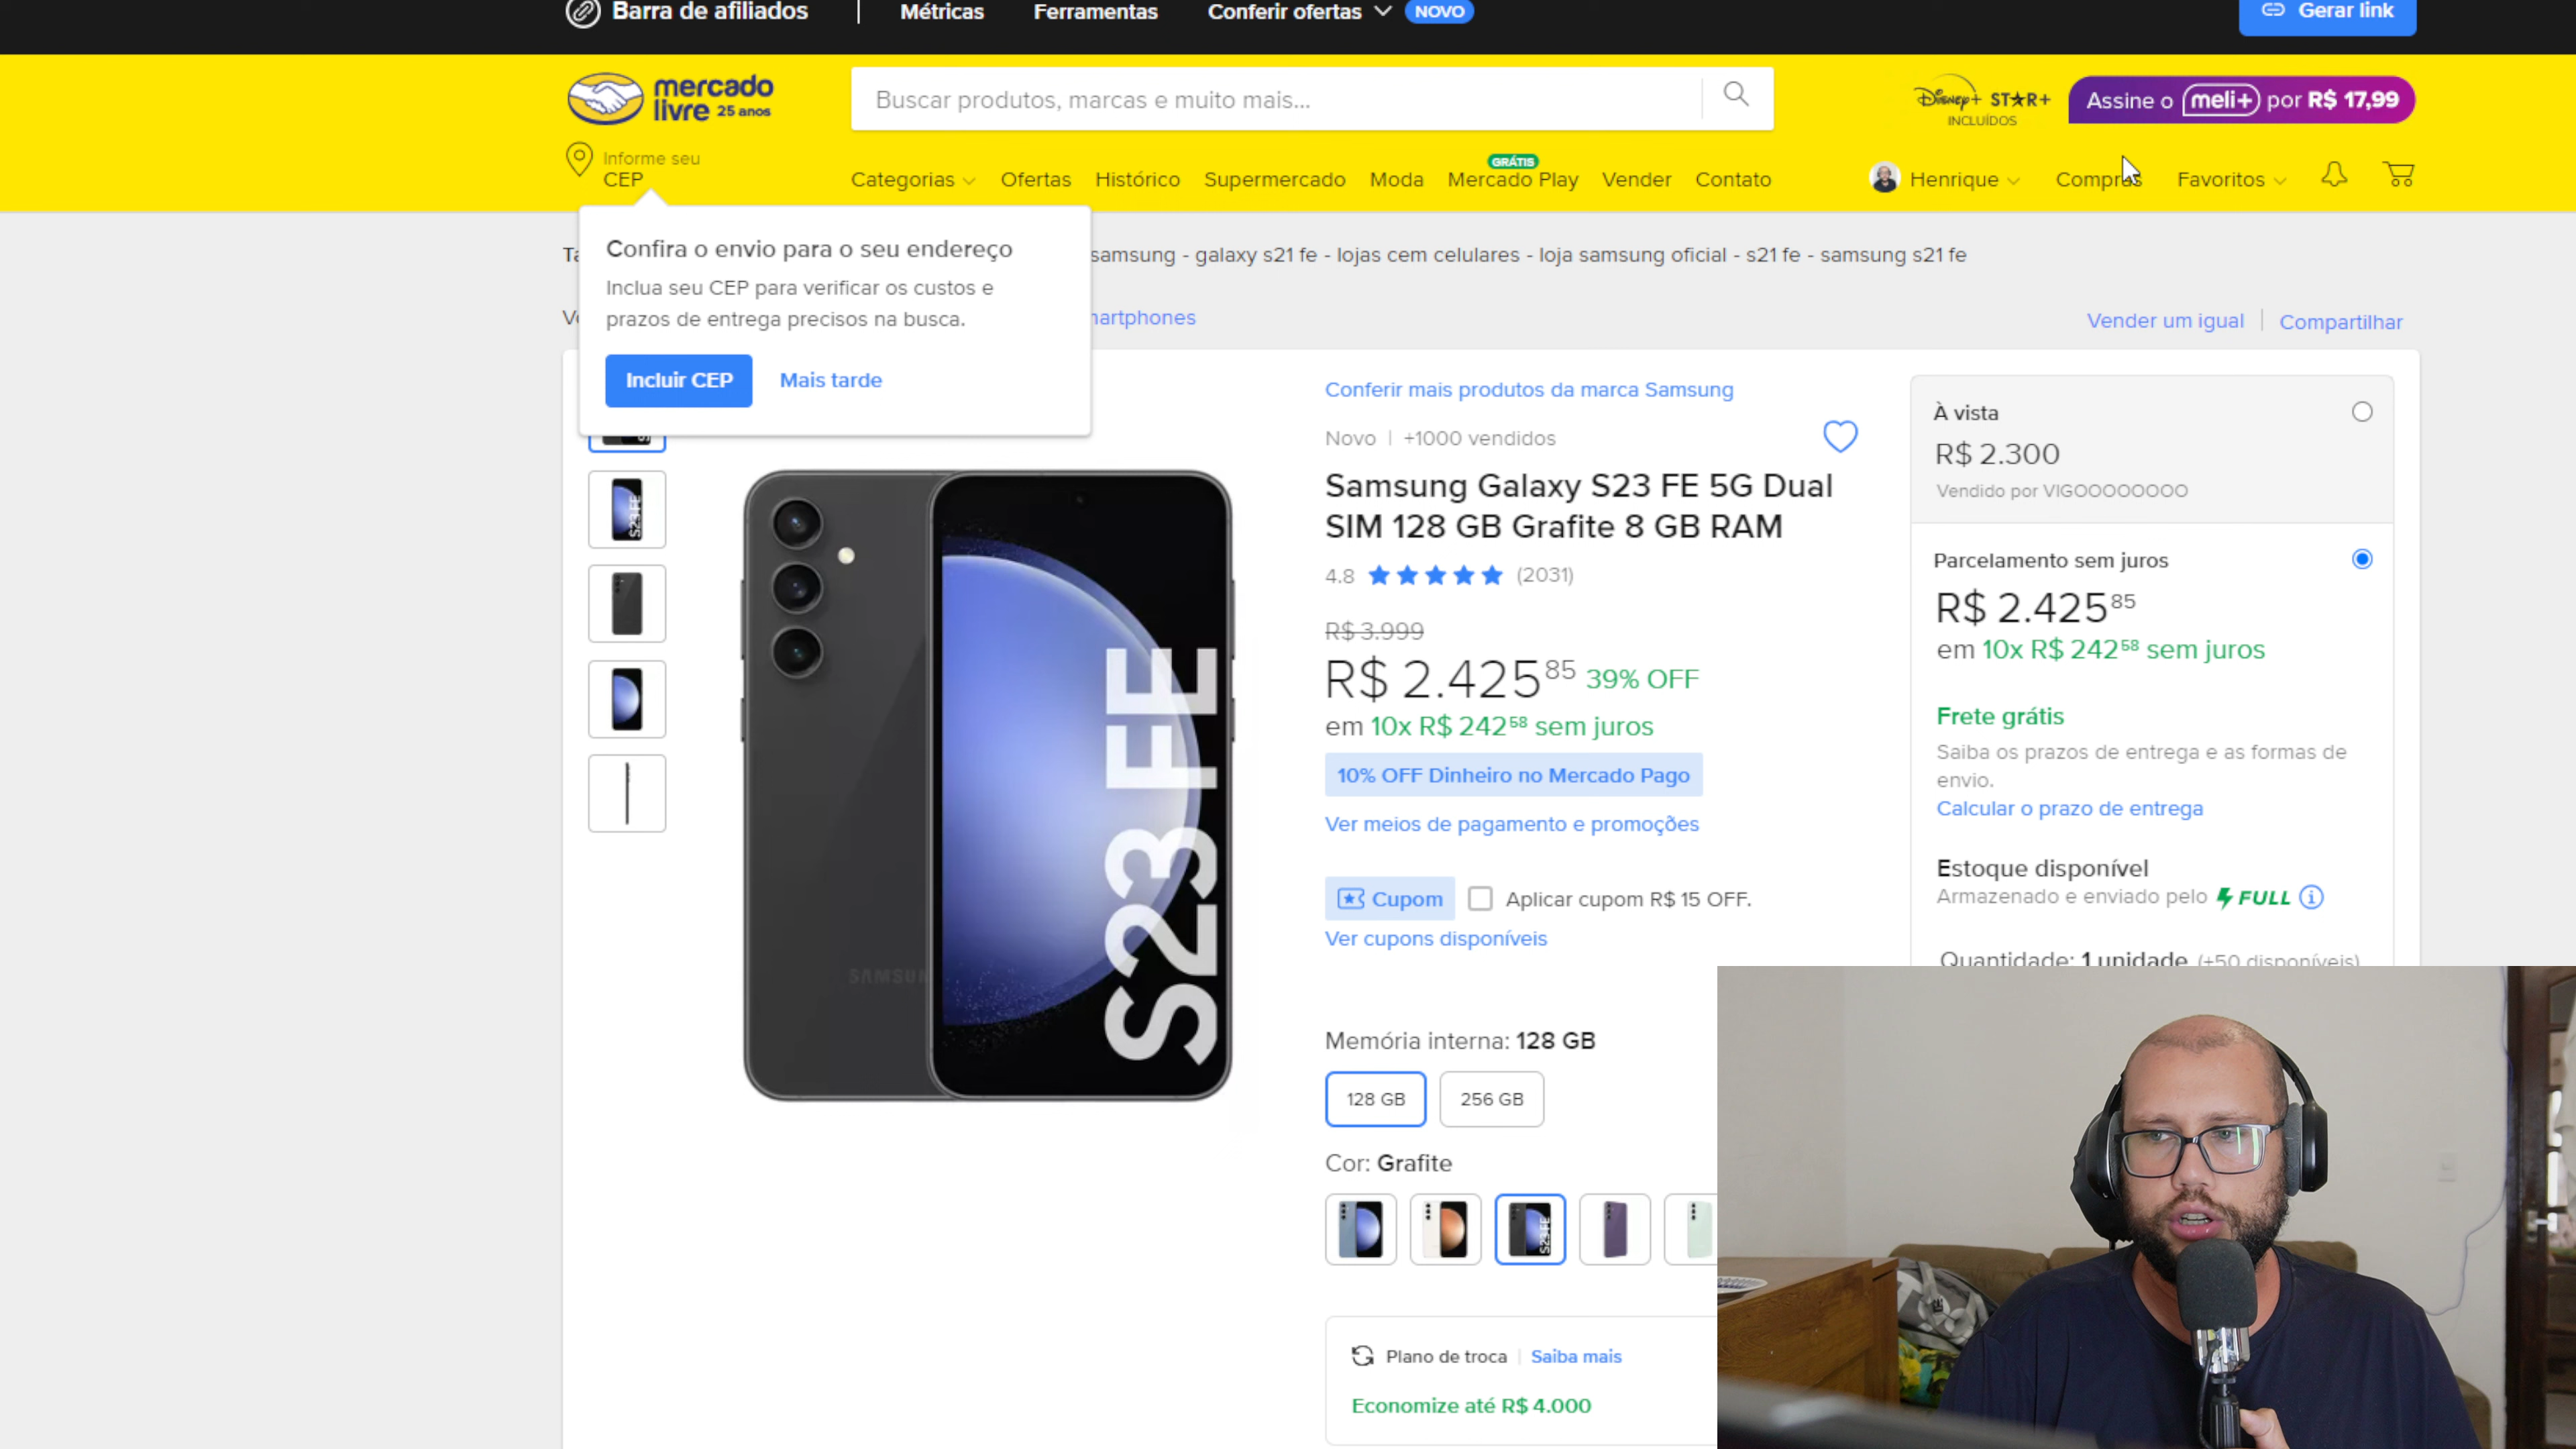 Barra de afiliados
Métricas
Ferramentas
Conferir ofertas
NOVO
Gerar link
mercado
livre 25 anos
Buscar produtos, marcas e muito mais...
Disney+ STAR+
INCLUÍDOS
Assine o meli+ por R$ 17,99
Informe seu
CEP
Categorias
Ofertas
Histórico
Supermercado
Moda
GRÁTIS
Mercado Play
Vender
Contato
Henrique
Compras
Favoritos
Confira o envio para o seu endereço
Inclua seu CEP para verificar os custos e
prazos de entrega precisos na busca.
Incluir CEP
Mais tarde
samsung - galaxy s21 fe - lojas cem celulares - loja samsung oficial - s21 fe - samsung s21 fe
Vender um igual
Compartilhar
S23 FE
SAMSUN
S23 FE
Conferir mais produtos da marca Samsung
Novo | +1000 vendidos
Samsung Galaxy S23 FE 5G Dual
SIM 128 GB Grafite 8 GB RAM
4.8 (2031)
R$ 3.999
R$ 2.425 85 39% OFF
em 10x R$ 242 58 sem juros
10% OFF Dinheiro no Mercado Pago
Ver meios de pagamento e promoções
Cupom
Aplicar cupom R$ 15 OFF.
Ver cupons disponíveis
Memória interna: 128 GB
128 GB
256 GB
Cor: Grafite
S23 FE
Plano de troca | Saiba mais
Economize até R$ 4.000
À vista
R$ 2.300
Vendido por VIGOOOOOOOO
Parcelamento sem juros
R$ 2.425 85
em 10x R$ 242 58 sem juros
Frete grátis
Saiba os prazos de entrega e as formas de
envio.
Calcular o prazo de entrega
Estoque disponível
Armazenado e enviado pelo FULL
Quantidade: 1 unidade (+50 disponíveis)